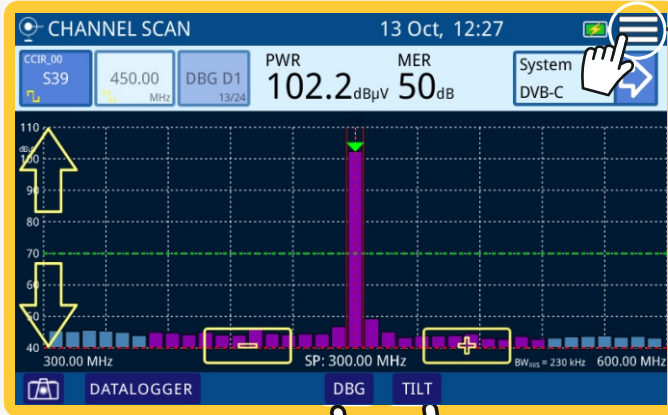 CHANNEL SCAN 13 Oct, 12:27
CCIR_00
S39
450.00
MHz
DBG D1
13/24
PWR
102.2dBµV
MER
50dB
System
DVB-C
110
dBµV
100
90
80
70
60
50
40
300.00 MHz SP: 300.00 MHz BWRES = 230 kHz 600.00 MHz
DATALOGGER DBG TILT